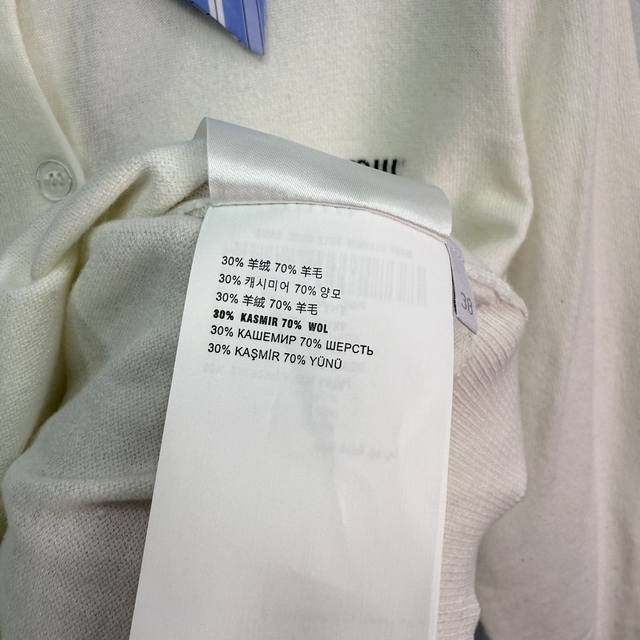 30% 羊绒 70% 羊毛
30% 캐시미어 70% 양모
30% 羊绒 70% 羊毛
30% KASMIR 70% WOL
30% КАШЕМИР 70% ШЕРСТЬ
30% KAŞMİR 70% YÜNÜ
38